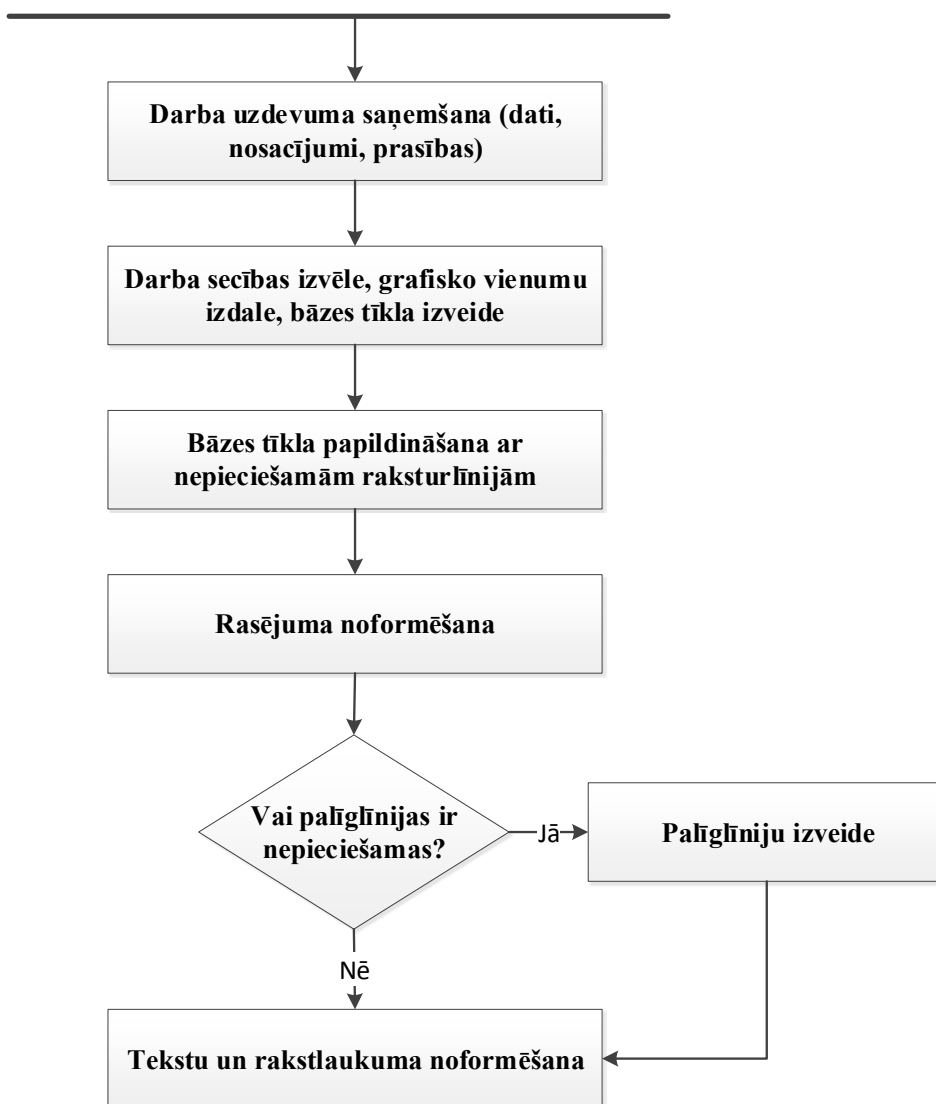 Darba uzdevuma saņemšana (dati,
nosacījumi, prasības)
Darba secības izvēle, grafisko vienumu
izdale, bāzes tīkla izveide
Bāzes tīkla papildināšana ar
nepieciešamām raksturlīnijām
Rasējuma noformēšana
Vai palīglīnijas ir
nepieciešamas?
Jā
Palīglīniju izveide
Nē
Tekstu un rakstlaukuma noformēšana